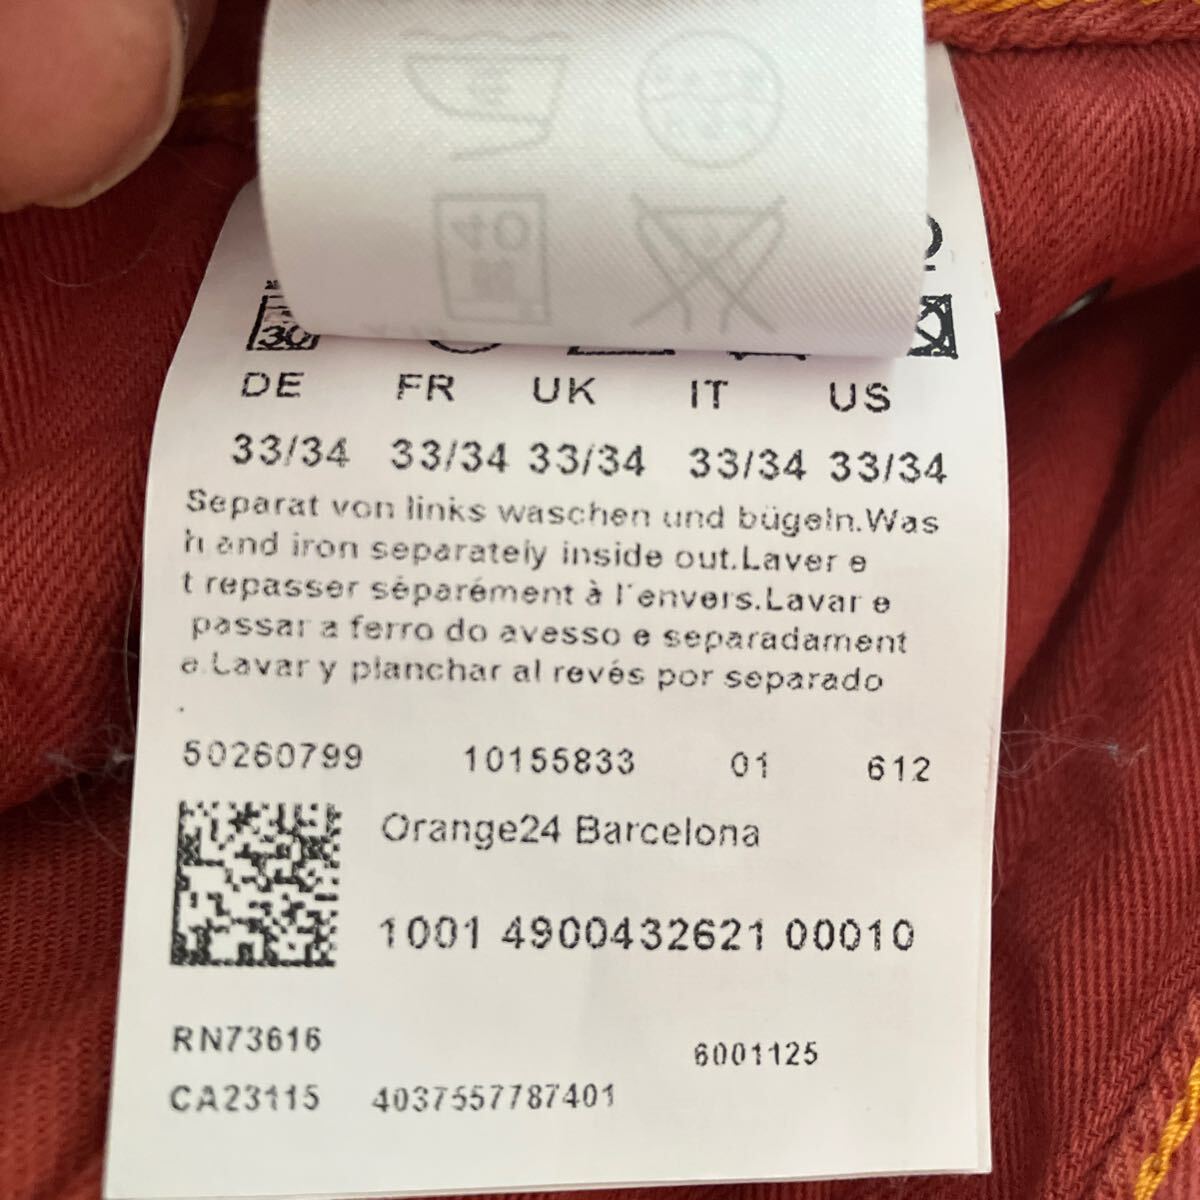 30
DE FR UK IT US
33/34 33/34 33/34 33/34 33/34
Separat von links waschen und bügeln.Was
h and iron separately inside out.Laver e
t repasser séparément à l'envers.Lavar e
passar a ferro do avesso e separadament
e.Lavar y planchar al revés por separado
.
50260799 10155833 01 612
Orange24 Barcelona
1001 4900432621 00010
RN73616
6001125
CA23115 4037557787401